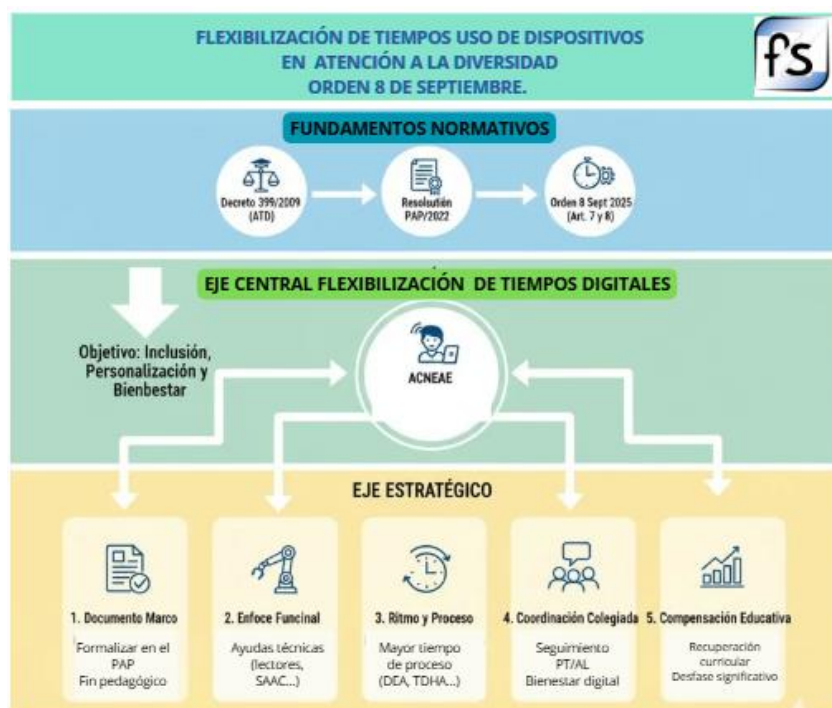 FLEXIBILIZACIÓN DE TIEMPOS USO DE DISPOSITIVOS
EN ATENCIÓN A LA DIVERSIDAD
ORDEN 8 DE SEPTIEMBRE.
fs
FUNDAMENTOS NORMATIVOS
Decreto 399/2009
(ATD)
Resolsutión
PAP/2022
Orden 8 Sept 2025
(Art. 7 y 8)
EJE CENTRAL FLEXIBILIZACIÓN DE TIEMPOS DIGITALES
Objetivo: Inclusión,
Personalización y
Bienbestar
ACNEAE
EJE ESTRATÉGICO
1. Documento Marco
Formalizar en el
PAP
Fin pedagógico
2. Enfoce Funcinal
Ayudas técnicas
(lectores,
SAAC...)
3. Ritmo y Proceso
Mayor tiempo
de proceso
(DEA, TDHA...)
4. Coordinación Colegiada
Seguimiento
PT/AL
Bienestar digital
5. Compensación Educativa
Recuperación
curricular
Desfase significativo